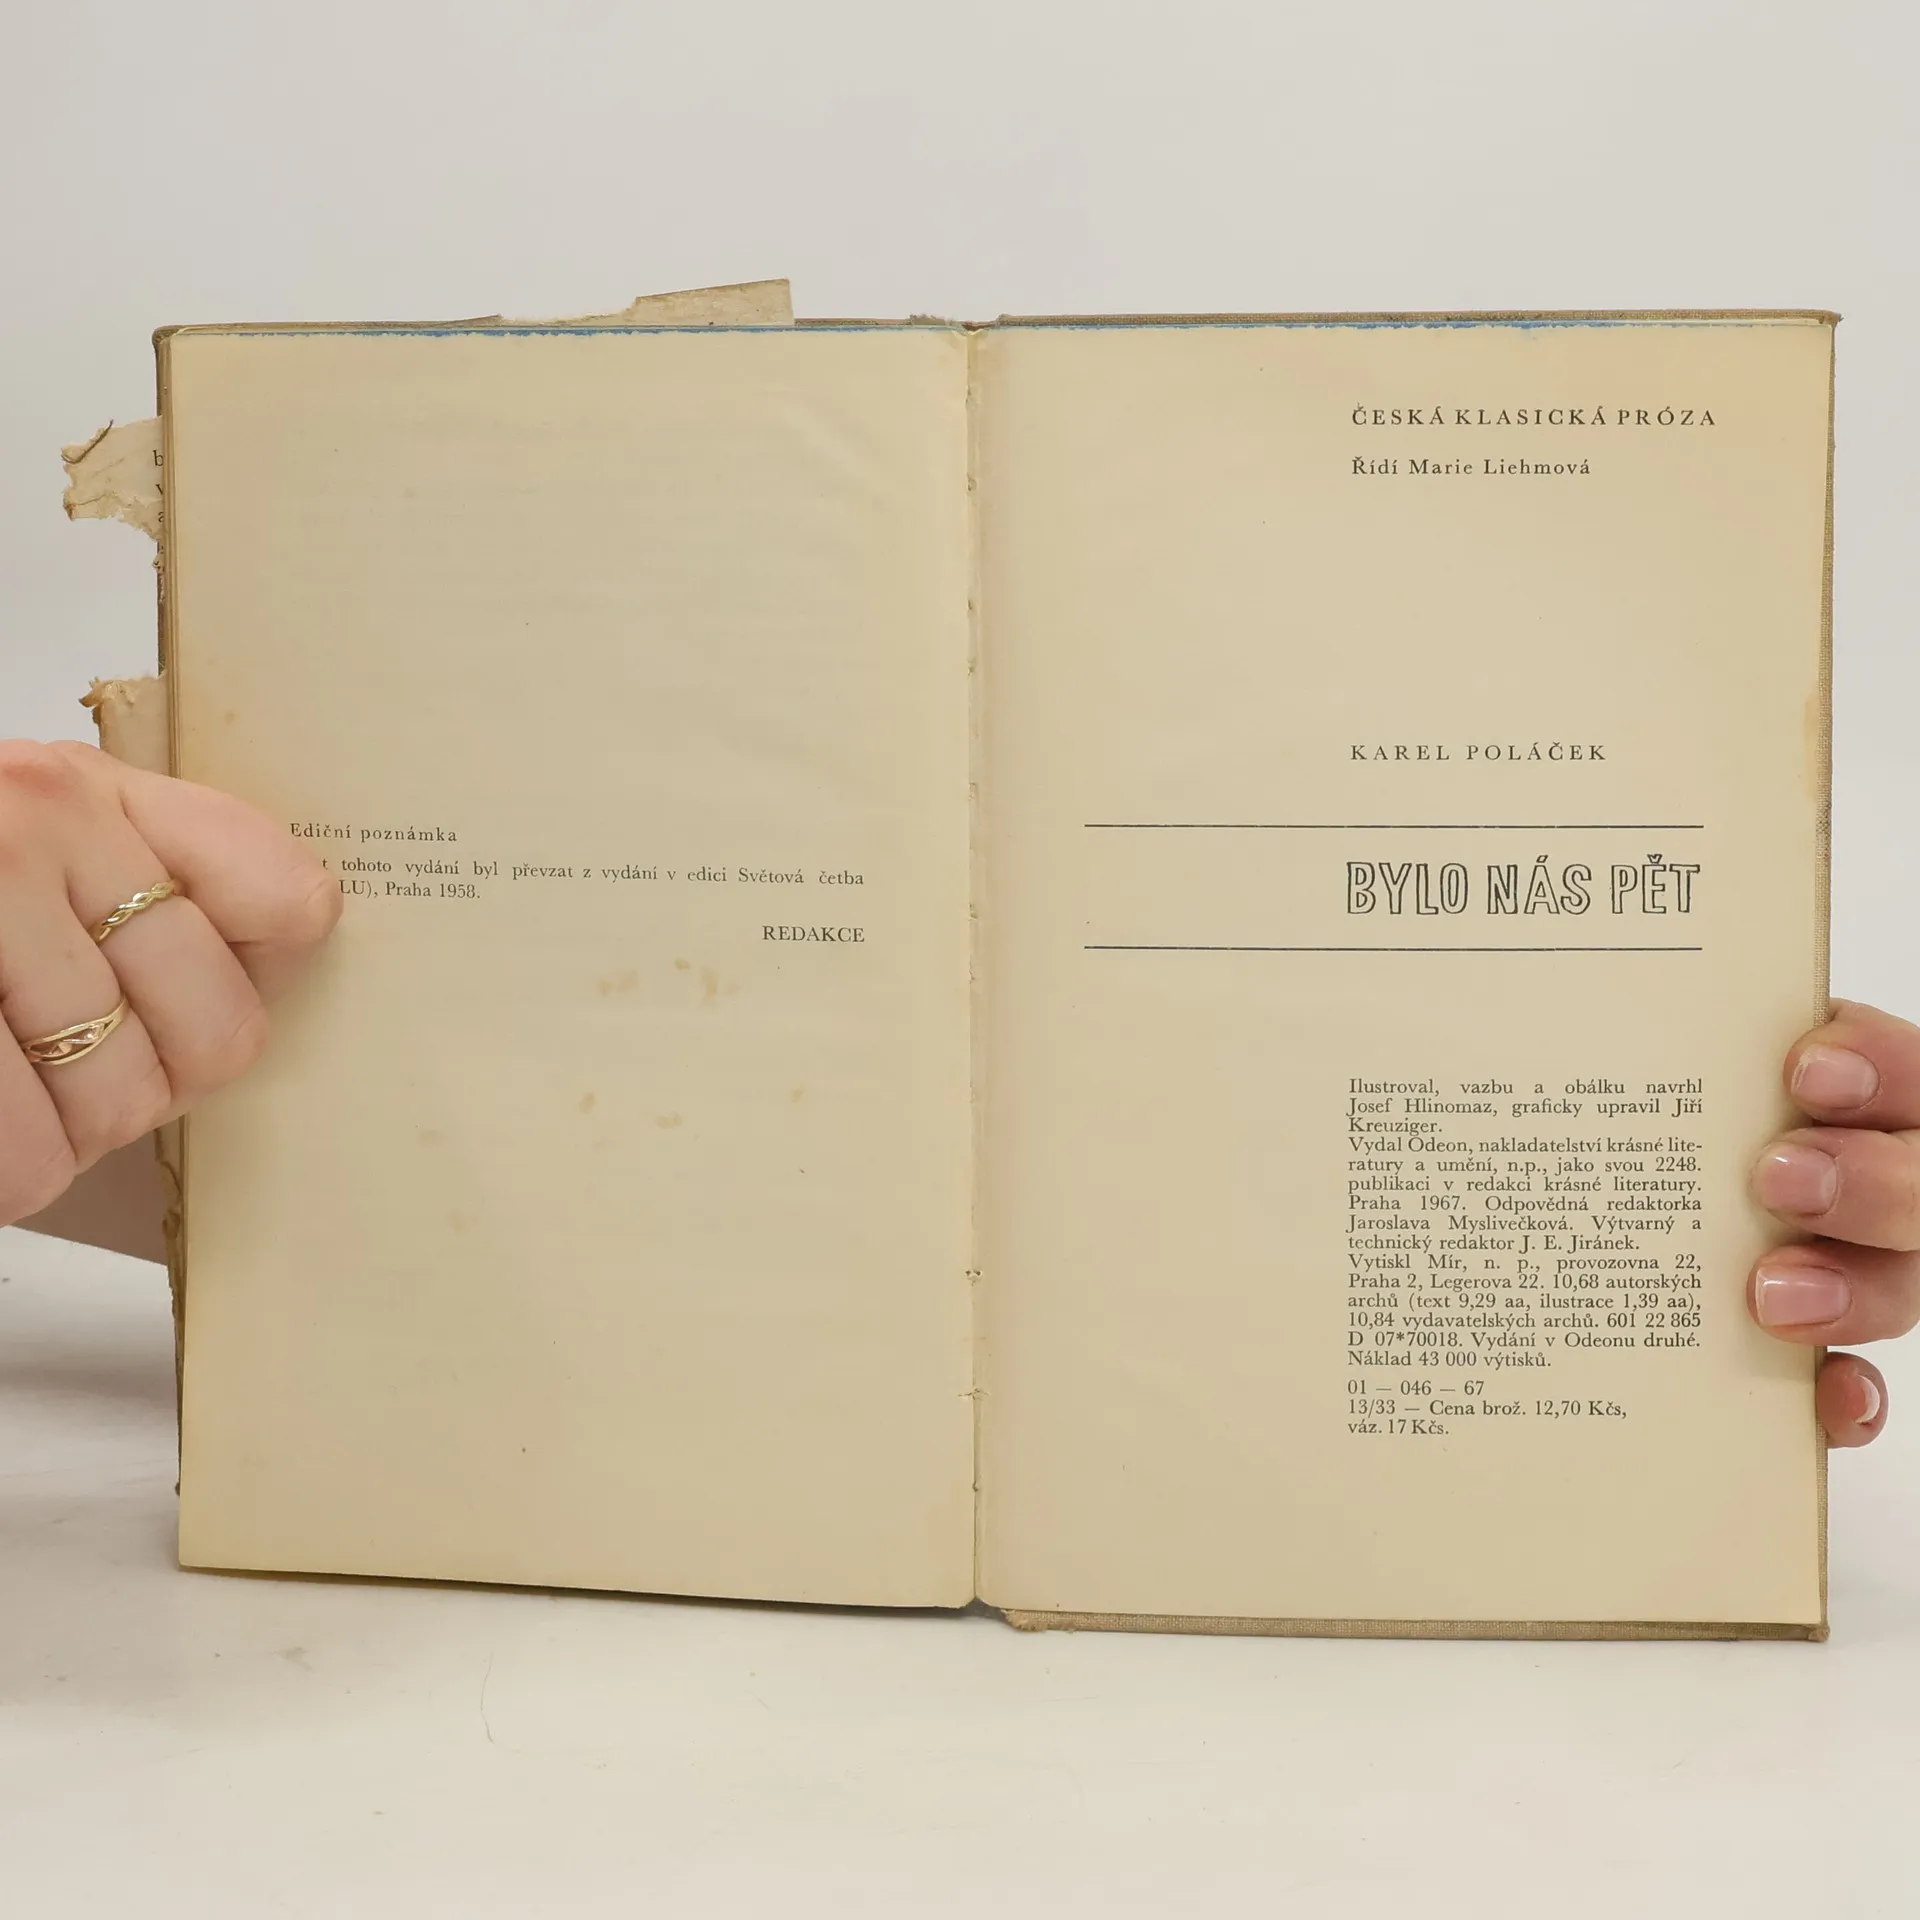 b
v
a
Ediční poznámka
t tohoto vydání byl převzat z vydání v edici Světová četba
LU), Praha 1958.
REDAKCE
ČESKÁ KLASICKÁ PRÓZA
Řídí Marie Liehmová
KAREL POLÁČEK
BYLO NÁS PĚT
Ilustroval, vazbu a obálku navrhl
Josef Hlinomaz, graficky upravil Jiří
Kreuziger.
Vydal Odeon, nakladatelství krásné lite-
ratury a umění, n.p., jako svou 2248.
publikaci v redakci krásné literatury.
Praha 1967. Odpovědná redaktorka
Jaroslava Myslivečková. Výtvarný a
technický redaktor J. E. Jiránek.
Vytiskl Mír, n. p., provozovna 22,
Praha 2, Legerova 22. 10,68 autorských
archů (text 9,29 aa, ilustrace 1,39 aa),
10,84 vydavatelských archů. 601 22 865
D 07*70018. Vydání v Odeonu druhé.
Náklad 43 000 výtisků.
01 — 046 — 67
13/33 — Cena brož. 12,70 Kčs,
váz. 17 Kčs.